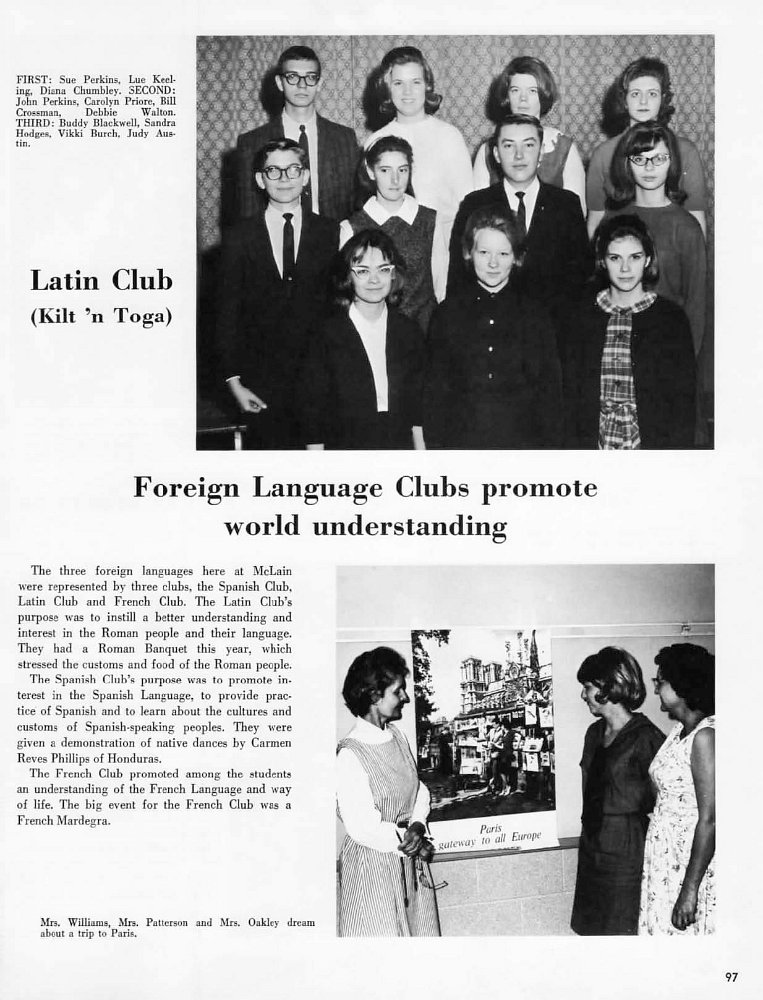 FIRST: Sue Perkins, Lue Keel-
ing, Diana Chumbley. SECOND:
John Perkins, Carolyn Priore, Bill
Crossman, Debbie Walton.
THIRD: Buddy Blackwell, Sandra
Hodges, Vikki Burch, Judy Aus-
tin.
Latin Club
(Kilt 'n Toga)
Foreign Language Clubs promote
world understanding
The three foreign languages here at McLain
were represented by three clubs, the Spanish Club,
Latin Club and French Club. The Latin Club's
purpose was to instill a better understanding and
interest in the Roman people and their language.
They had a Roman Banquet this year, which
stressed the customs and food of the Roman people.
The Spanish Club's purpose was to promote in-
terest in the Spanish Language, to provide prac-
tice of Spanish and to learn about the cultures and
customs of Spanish-speaking peoples. They were
given a demonstration of native dances by Carmen
Reves Phillips of Honduras.
The French Club promoted among the students
an understanding of the French Language and way
of life. The big event for the French Club was a
French Mardegra.
Paris
gateway to all Europe
Mrs. Williams, Mrs. Patterson and Mrs. Oakley dream
about a trip to Paris.
97